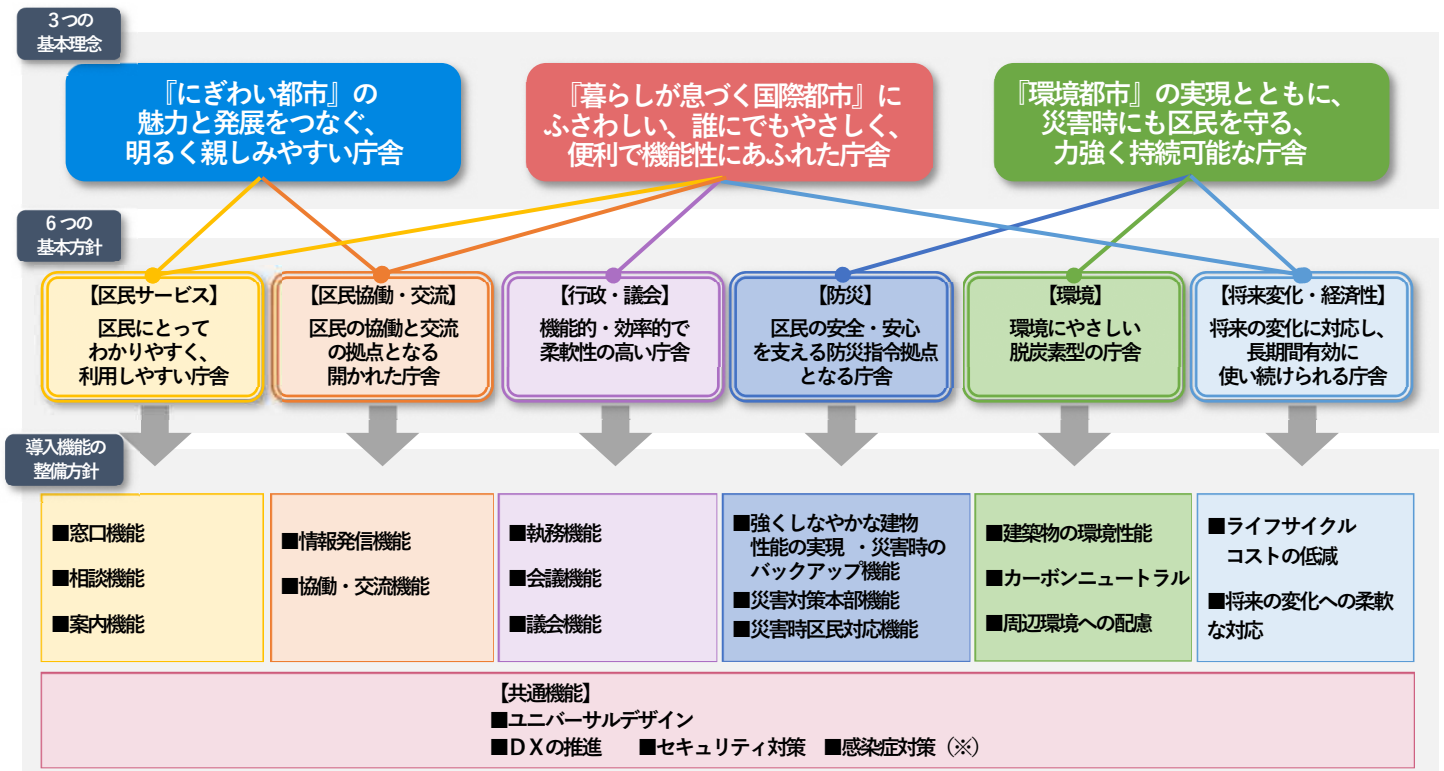 3つの
基本理念
『にぎわい都市』の
魅力と発展をつなぐ、
明るく親しみやすい庁舎
『暮らしが息づく国際都市』に
ふさわしい、誰にでもやさしく、
便利で機能性にあふれた庁舎
『環境都市』の実現とともに、
災害時にも区民を守る、
力強く持続可能な庁舎
6つの
基本方針
【区民サービス】
区民にとって
わかりやすく、
利用しやすい庁舎
【区民協働・交流】
区民の協働と交流
の拠点となる
開かれた庁舎
【行政・議会】
機能的・効率的で
柔軟性の高い庁舎
【防災】
区民の安全・安心
を支える防災指令拠点
となる庁舎
【環境】
環境にやさしい
脱炭素型の庁舎
【将来変化・経済性】
将来の変化に対応し、
長期間有効に
使い続けられる庁舎
導入機能の
整備方針
■窓口機能
■相談機能
■案内機能
■情報発信機能
■協働・交流機能
■執務機能
■会議機能
■議会機能
■強くしなやかな建物
性能の実現 ・災害時の
バックアップ機能
■災害対策本部機能
■災害時区民対応機能
■建築物の環境性能
■カーボンニュートラル
■周辺環境への配慮
■ライフサイクル
コストの低減
■将来の変化への柔軟
な対応
【共通機能】
■ユニバーサルデザイン
■DXの推進 ■セキュリティ対策 ■感染症対策（※）